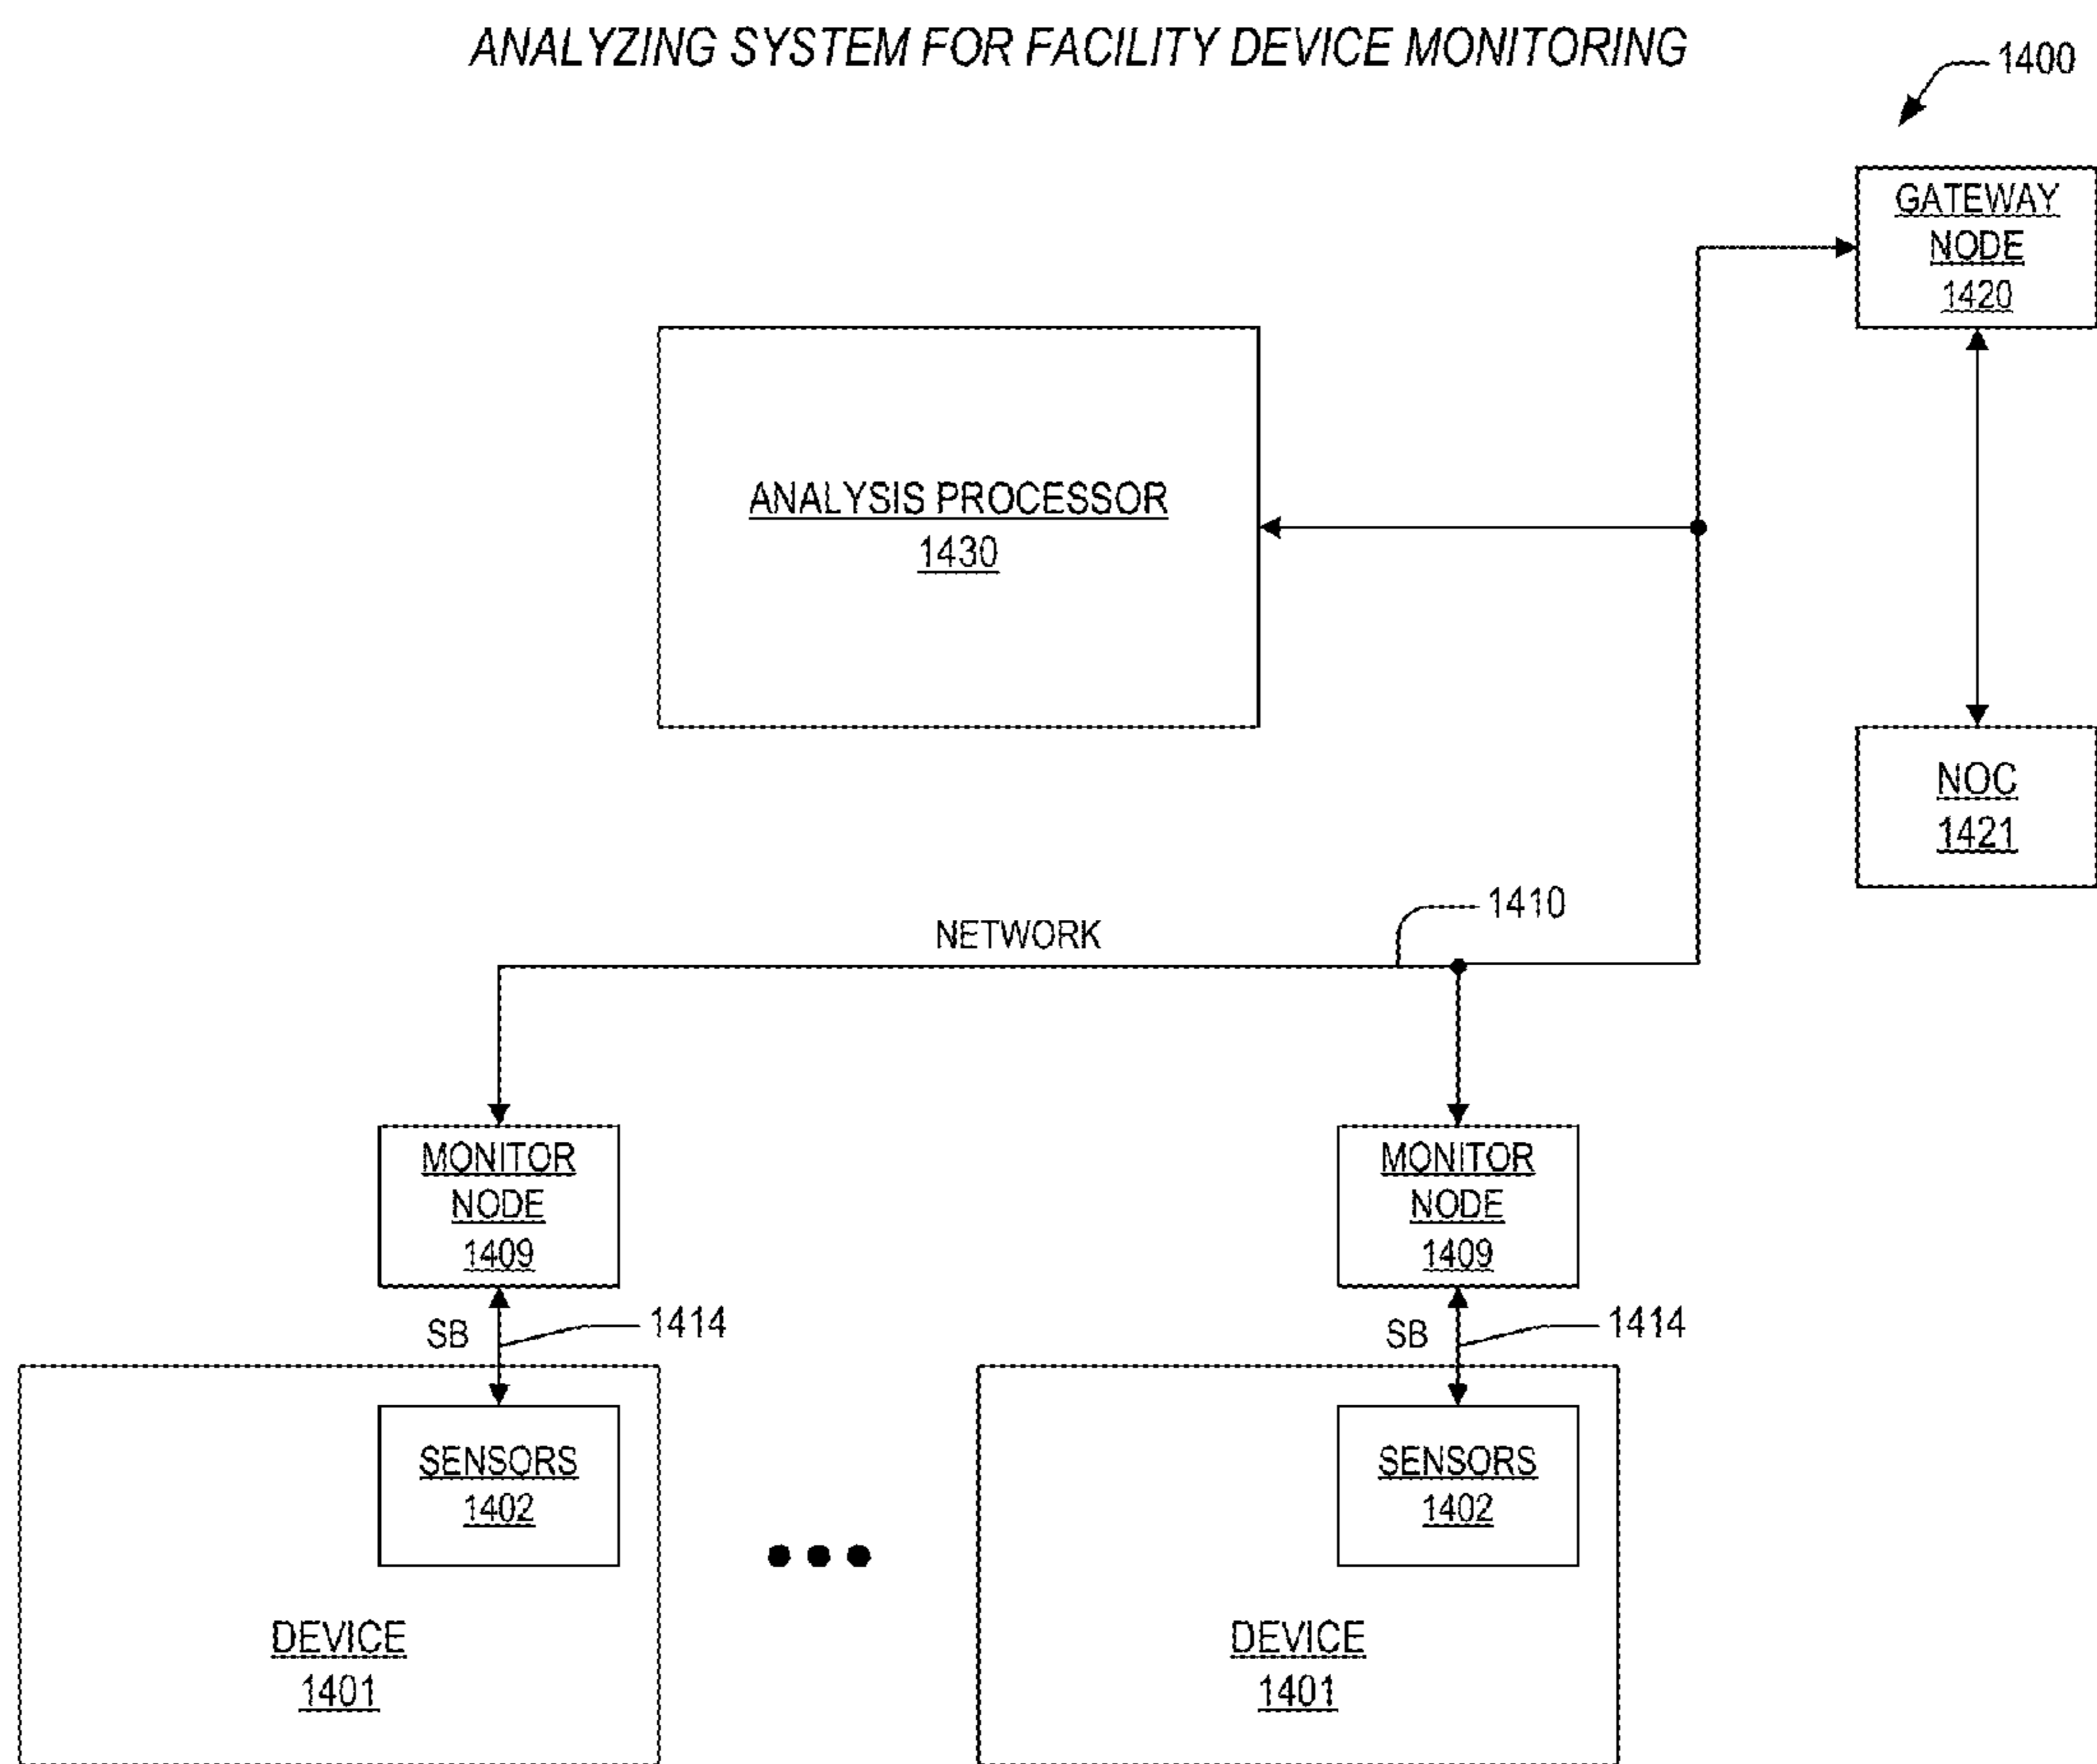 ANALYZING SYSTEM FOR FACILITY DEVICE MONITORING
1400
GATEWAY
NODE
1420
ANALYSIS PROCESSOR
1430
NOC
1421
1410
NETWORK
MONITOR
NODE
1409
MONITOR
NODE
1409
SB
1414
SB
1414
SENSORS
1402
SENSORS
1402
DEVICE
1401
DEVICE
1401